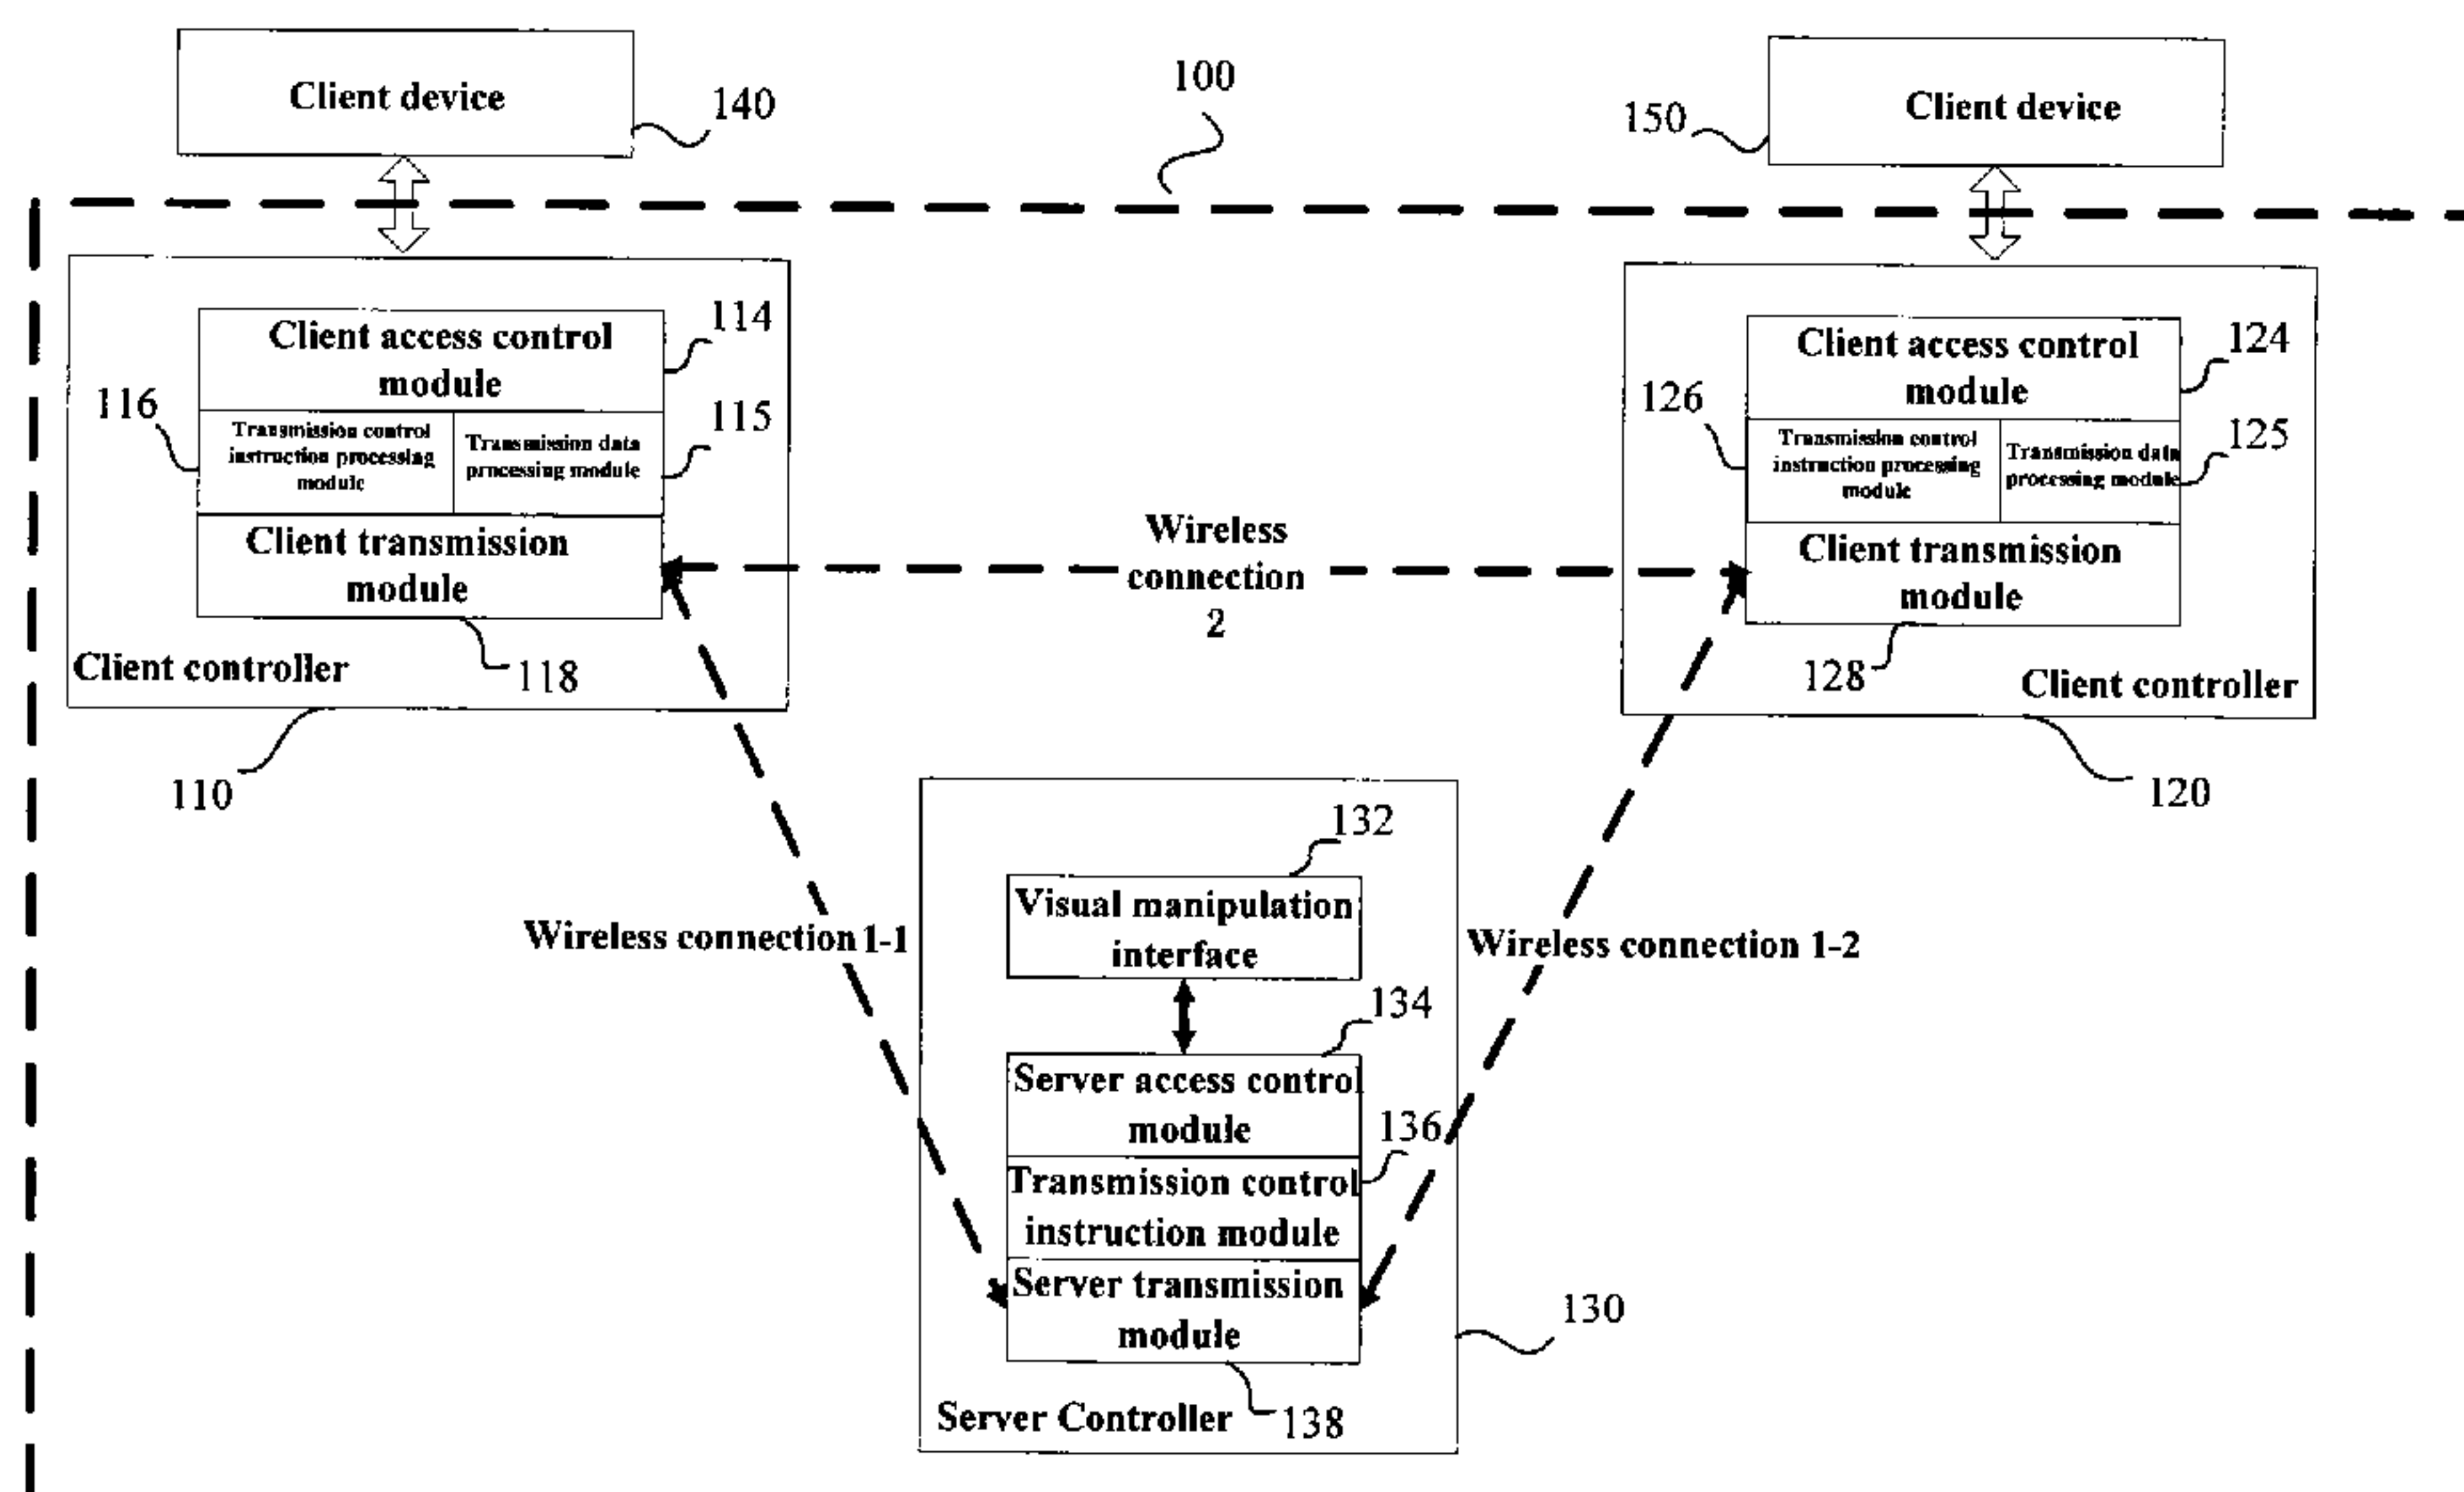 Client device
140
100
150
Client device
114
Client access control
module
116
115
Transmission control
instruction processing
module
Transmission data
processing module
Client transmission
module
118
Client controller
110
Wireless
connection
2
124
Client access control
module
126
125
Transmission control
instruction processing
module
Transmission data
processing module
Client transmission
module
128
Client controller
120
132
Visual manipulation
interface
Wireless connection 1-1
Wireless connection 1-2
134
Server access control
module
136
Transmission control
instruction module
Server transmission
module
130
Server Controller
138